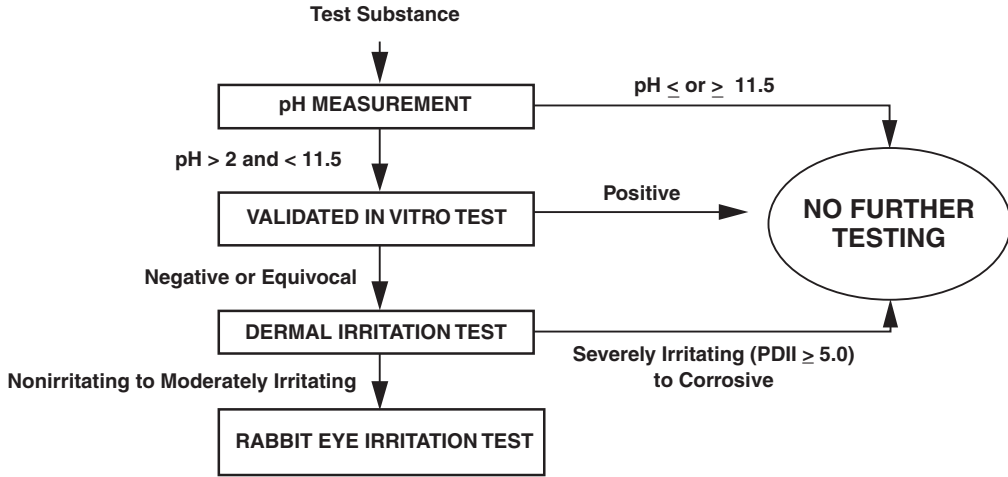 Test Substance
pH MEASUREMENT
pH ≤ or ≥ 11.5
pH > 2 and < 11.5
VALIDATED IN VITRO TEST
Positive
NO FURTHER
TESTING
Negative or Equivocal
DERMAL IRRITATION TEST
Severely Irritating (PDII ≥ 5.0)
to Corrosive
Nonirritating to Moderately Irritating
RABBIT EYE IRRITATION TEST